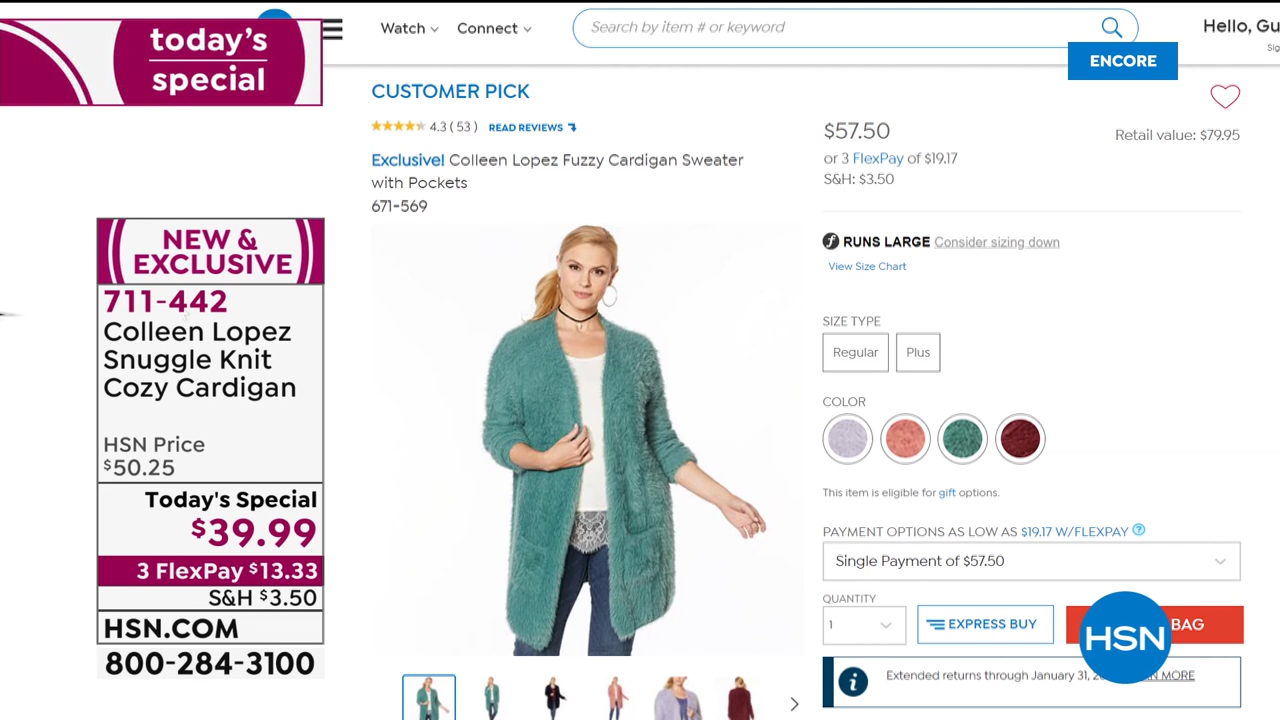 today's
special
Watch
Connect
Search by item # or keyword
Hello, Gu
Sig
ENCORE
CUSTOMER PICK
4.3 ( 53 ) READ REVIEWS
Exclusive! Colleen Lopez Fuzzy Cardigan Sweater
with Pockets
671-569
$57.50
Retail value: $79.95
or 3 FlexPay of $19.17
S&H: $3.50
RUNS LARGE Consider sizing down
View Size Chart
SIZE TYPE
Regular
Plus
COLOR
This item is eligible for gift options.
PAYMENT OPTIONS AS LOW AS $19.17 W/FLEXPAY ?
Single Payment of $57.50
QUANTITY
1
EXPRESS BUY
BAG
HSN
i
Extended returns through January 31, MORE
NEW &
EXCLUSIVE
711-442
Colleen Lopez
Snuggle Knit
Cozy Cardigan
HSN Price
$50.25
Today's Special
$39.99
3 FlexPay $13.33
S&H $3.50
HSN.COM
800-284-3100